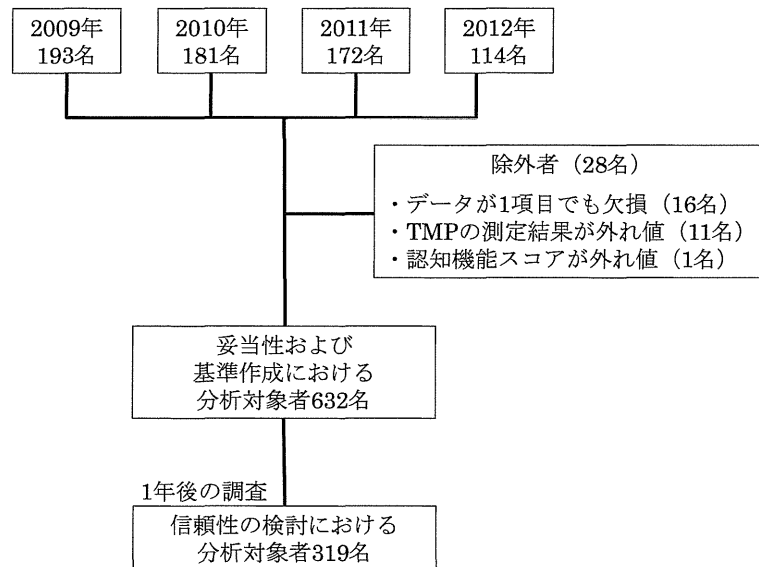 2009年
193名
2010年
181名
2011年
172名
2012年
114名
除外者（28名）
・データが1項目でも欠損（16名）
・TMPの測定結果が外れ値（11名）
・認知機能スコアが外れ値（1名）
妥当性および
基準作成における
分析対象者632名
1年後の調査
信頼性の検討における
分析対象者319名